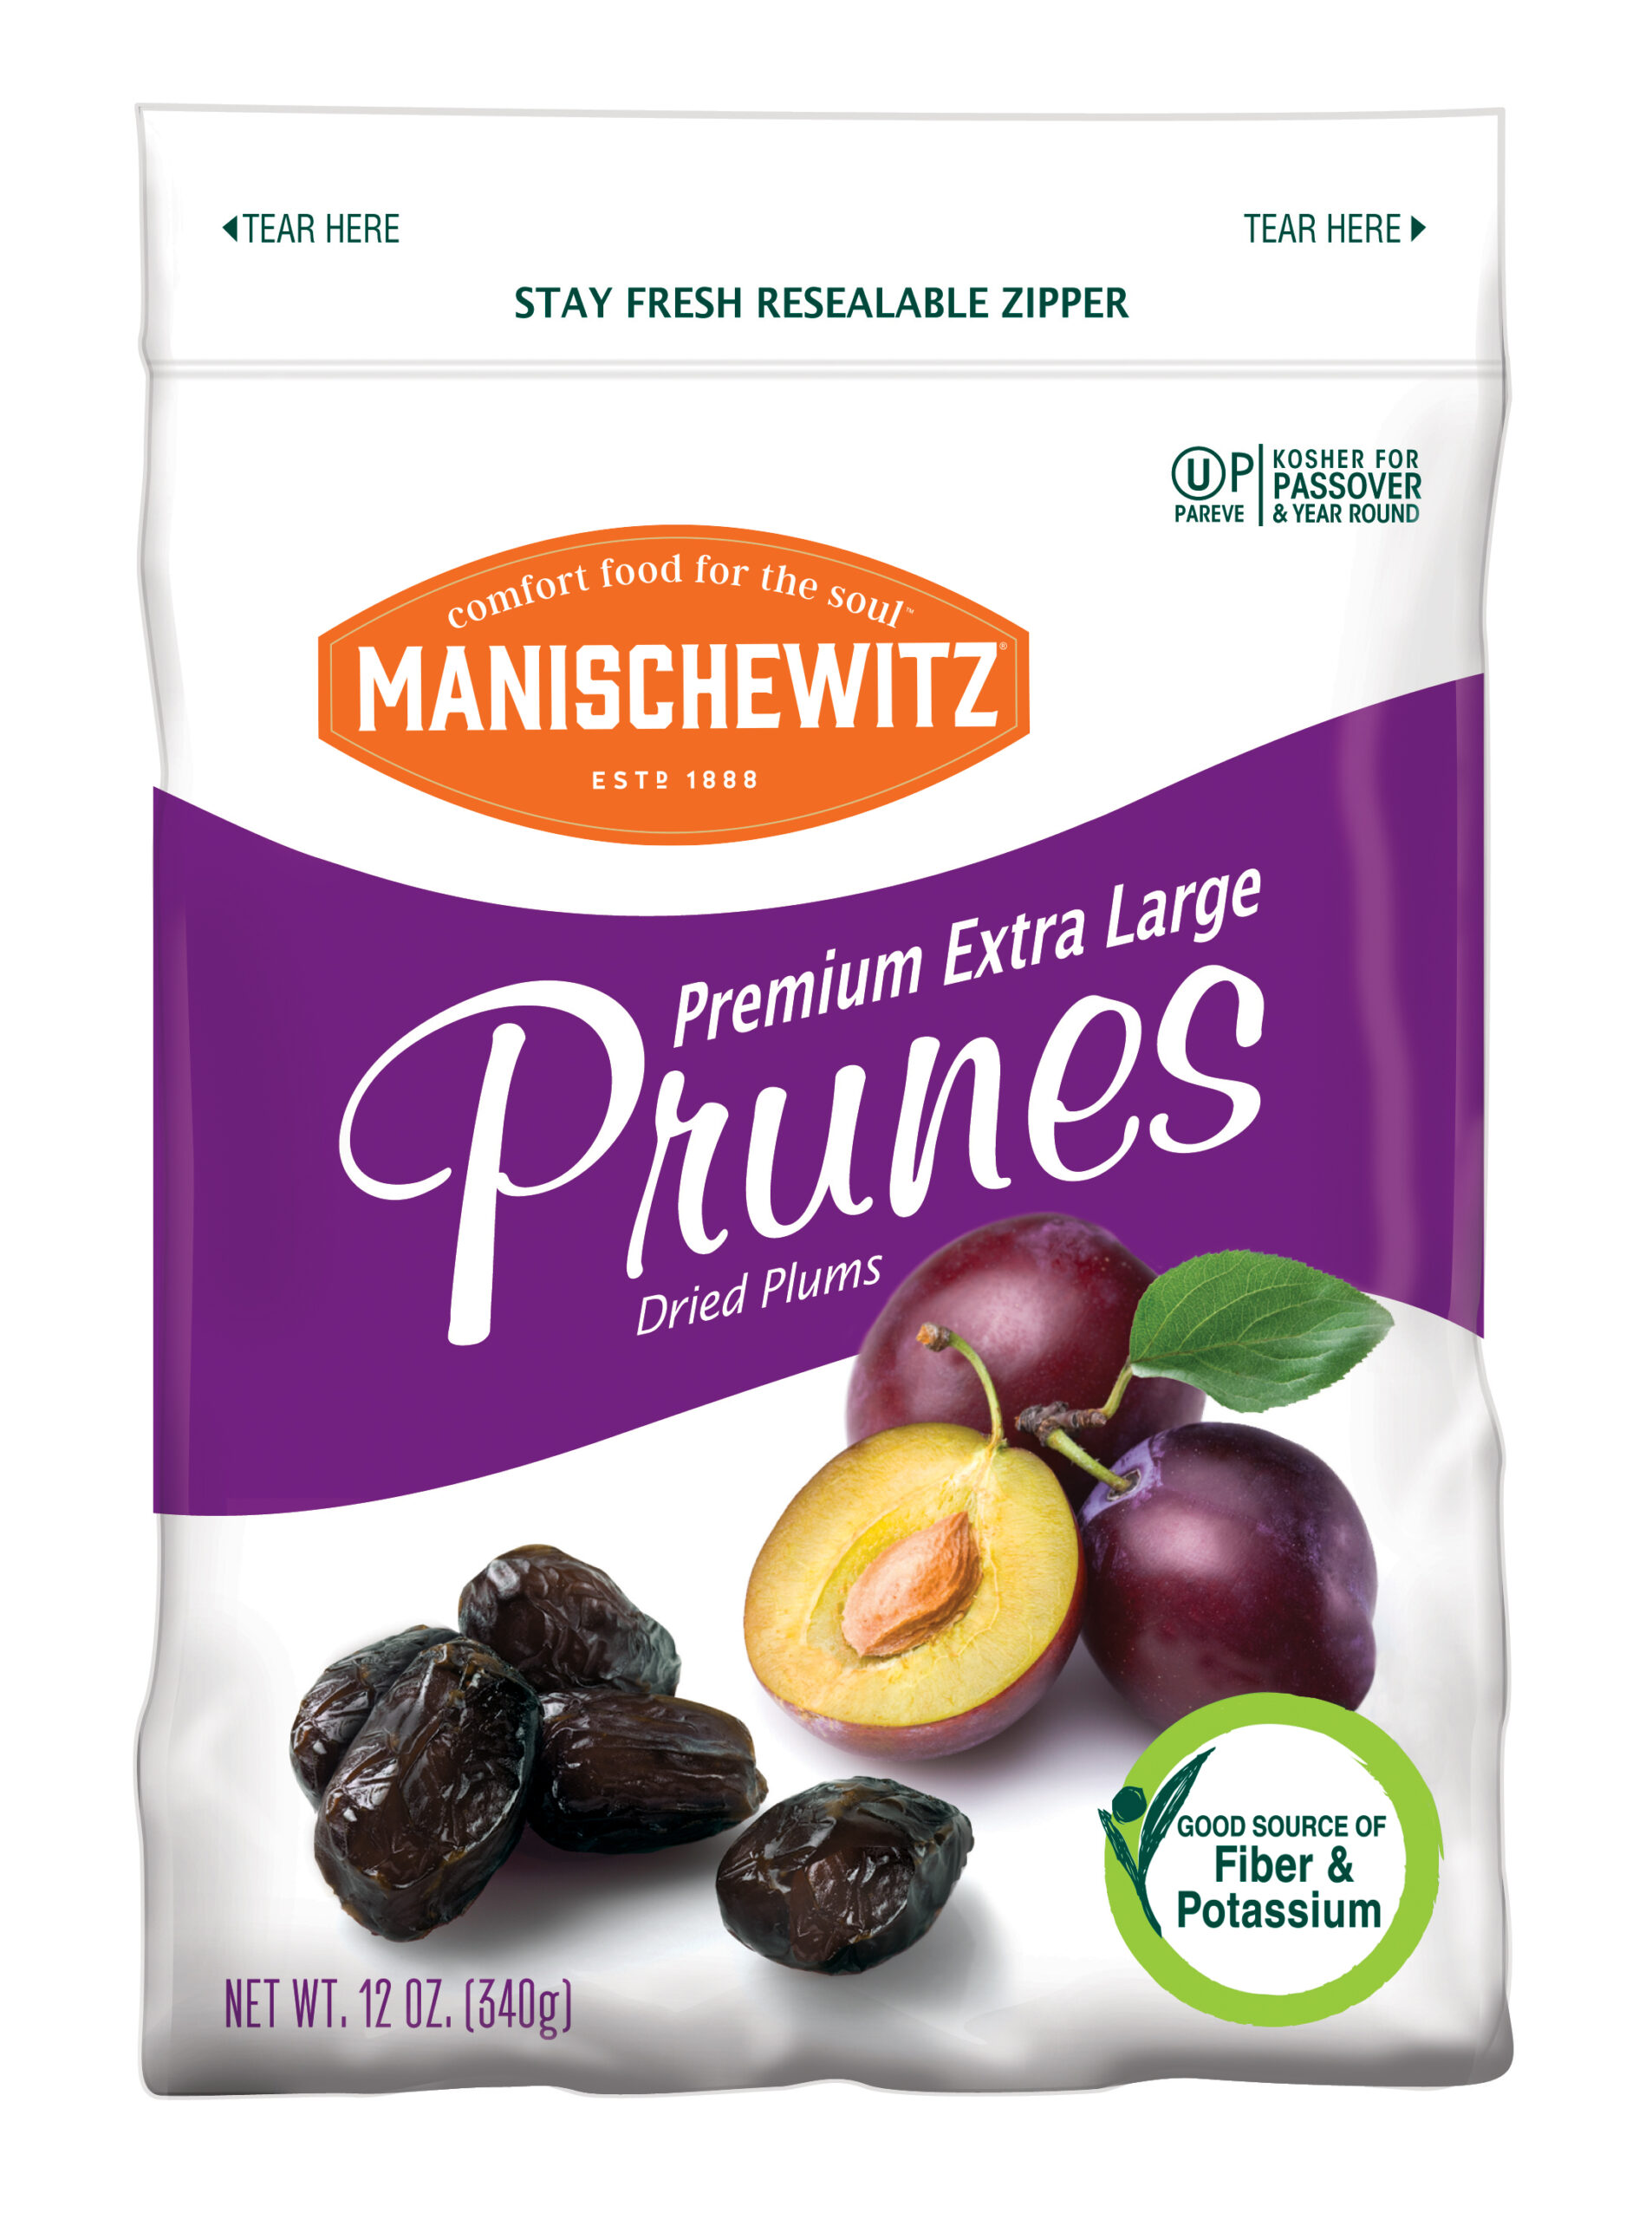 ◀TEAR HERE
TEAR HERE▶
STAY FRESH RESEALABLE ZIPPER
UP
PAREVE
KOSHER FOR
PASSOVER
& YEAR ROUND
comfort food for the soul™
MANISCHEWITZ®
ESTD 1888
Premium Extra Large
Prunes
Dried Plums
GOOD SOURCE OF
Fiber &
Potassium
NET WT. 12 OZ. (340g)